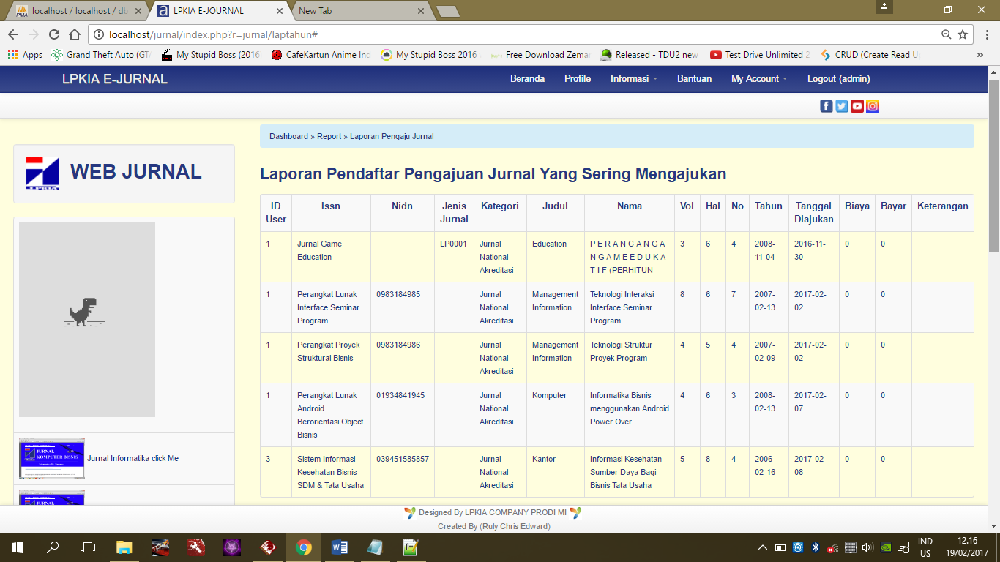 localhost / localhost / db
LPKIA E-JOURNAL
New Tab
localhost/jurnal/index.php?r=jurnal/laptahun#
Apps
Grand Theft Auto (GTA
My Stupid Boss (2016)
CafeKartun Anime Ind
My Stupid Boss 2016
Free Download Zema
Released - TDU2 new
Test Drive Unlimited 2
CRUD (Create Read U
»
LPKIA E-JURNAL
Beranda
Profile
Informasi
Bantuan
My Account
Logout (admin)
Dashboard » Report » Laporan Pengaju Jurnal
LPKIA
WEB JURNAL
Jurnal Informatika click Me
JURNAL
KOMPUTER BISNIS
JURNAL
Laporan Pendaftar Pengajuan Jurnal Yang Sering Mengajukan
ID User Issn Nidn Jenis Jurnal Kategori Judul Nama Vol Hal No Tahun Tanggal Diajukan Biaya Bayar Keterangan
1 Jurnal Game Education LP0001 Jurnal National Akreditasi Education P E R A N C A N G A N G A M E E D U K A T I F (PERHITUN 3 6 4 2008-11-04 2016-11-30 0 0
1 Perangkat Lunak Interface Seminar Program 0983184985 Jurnal National Akreditasi Management Information Teknologi Interaksi Interface Seminar Program 8 6 7 2007-02-13 2017-02-02 0 0
1 Perangkat Proyek Struktural Bisnis 0983184986 Jurnal National Akreditasi Management Information Teknologi Struktur Proyek Program 4 5 4 2007-02-09 2017-02-02 0 0
1 Perangkat Lunak Android Berorientasi Object Bisnis 01934841945 Jurnal National Akreditasi Komputer Informatika Bisnis menggunakan Android Power Over 4 6 3 2008-02-13 2017-02-07 0 0
3 Sistem Informasi Kesehatan Bisnis SDM & Tata Usaha 039451585857 Jurnal National Akreditasi Kantor Informasi Kesehatan Sumber Daya Bagi Bisnis Tata Usaha 5 8 4 2006-02-16 2017-02-08 0 0
Designed By LPKIA COMPANY PRODI MI
Created By (Ruly Chris Edward)
IND
US
12.16
19/02/2017